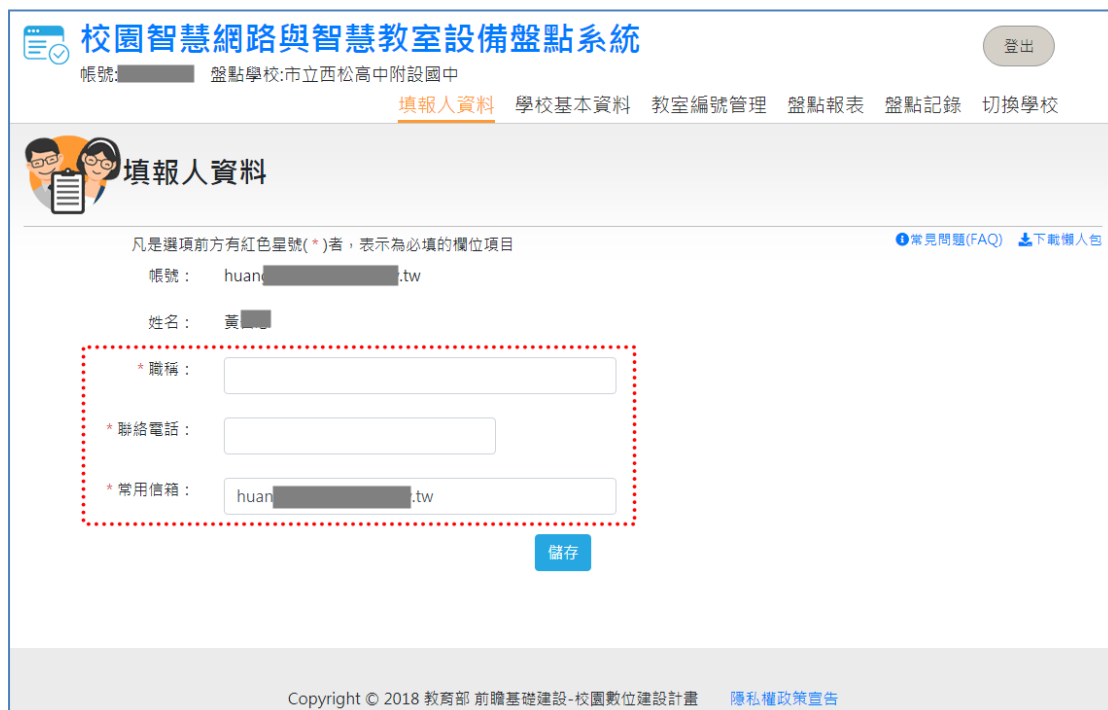 校園智慧網路與智慧教室設備盤點系統
登出
帳號: 盤點學校:市立西松高中附設國中
填報人資料 學校基本資料 教室編號管理 盤點報表 盤點記錄 切換學校
填報人資料
凡是選項前方有紅色星號( * )者，表示為必填的欄位項目
常見問題(FAQ) 下載懶人包
帳號： huan .tw
姓名： 黃
* 職稱：
* 聯絡電話：
* 常用信箱： huan .tw
儲存
Copyright © 2018 教育部 前瞻基礎建設-校園數位建設計畫 隱私權政策宣告